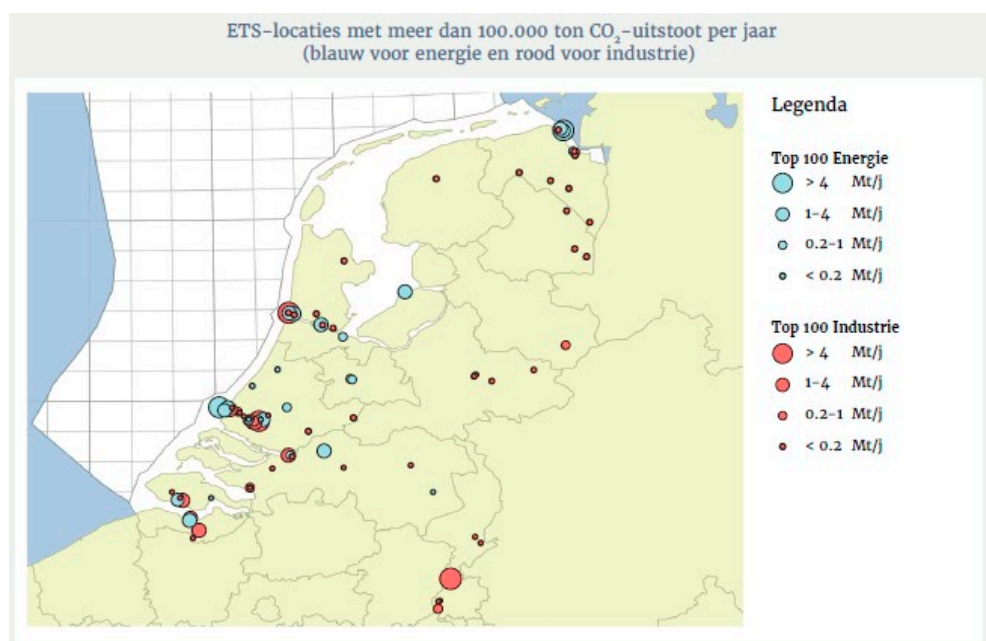 ETS-locaties met meer dan 100.000 ton CO₂-uitstoot per jaar
(blauw voor energie en rood voor industrie)
Legenda
Top 100 Energie
> 4 Mt/j
1-4 Mt/j
0.2-1 Mt/j
< 0.2 Mt/j
Top 100 Industrie
> 4 Mt/j
1-4 Mt/j
0.2-1 Mt/j
< 0.2 Mt/j